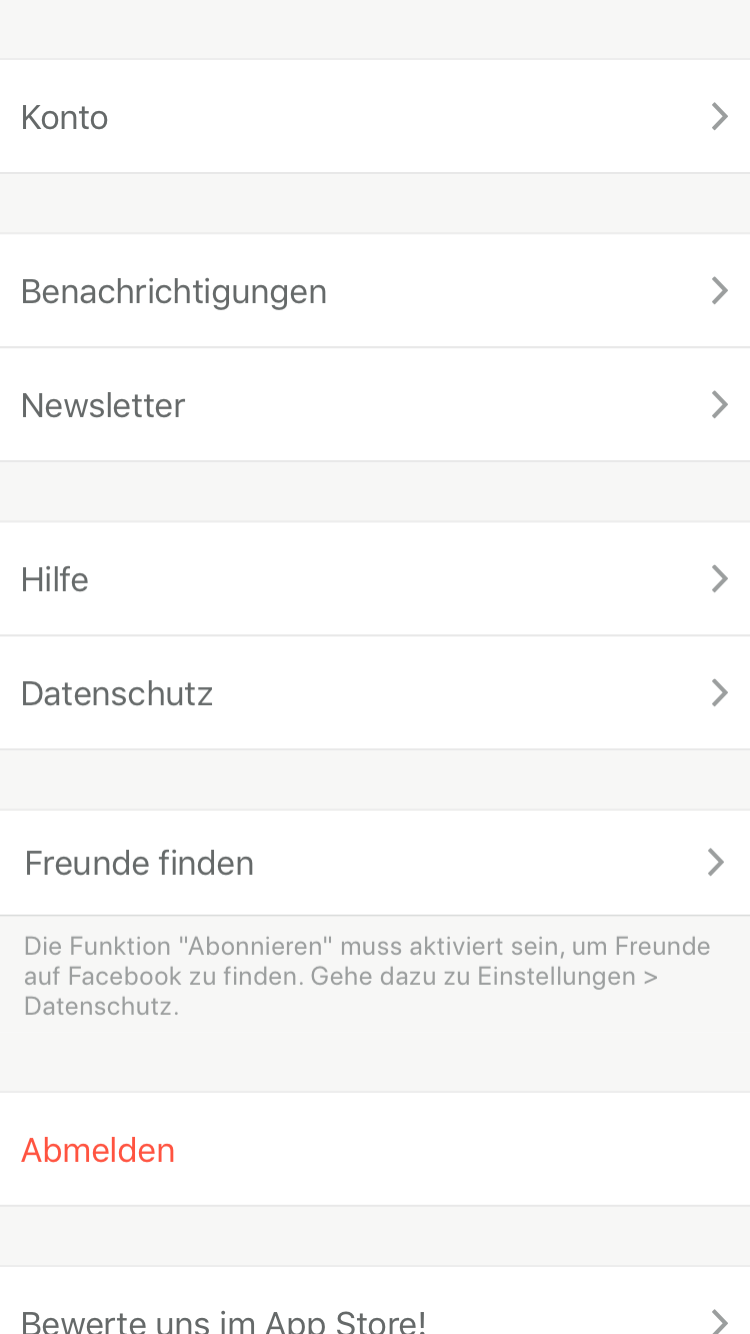 Konto
Benachrichtigungen
Newsletter
Hilfe
Datenschutz
Freunde finden
Die Funktion "Abonnieren" muss aktiviert sein, um Freunde
auf Facebook zu finden. Gehe dazu zu Einstellungen >
Datenschutz.
Abmelden
Bewerte uns im App Store!